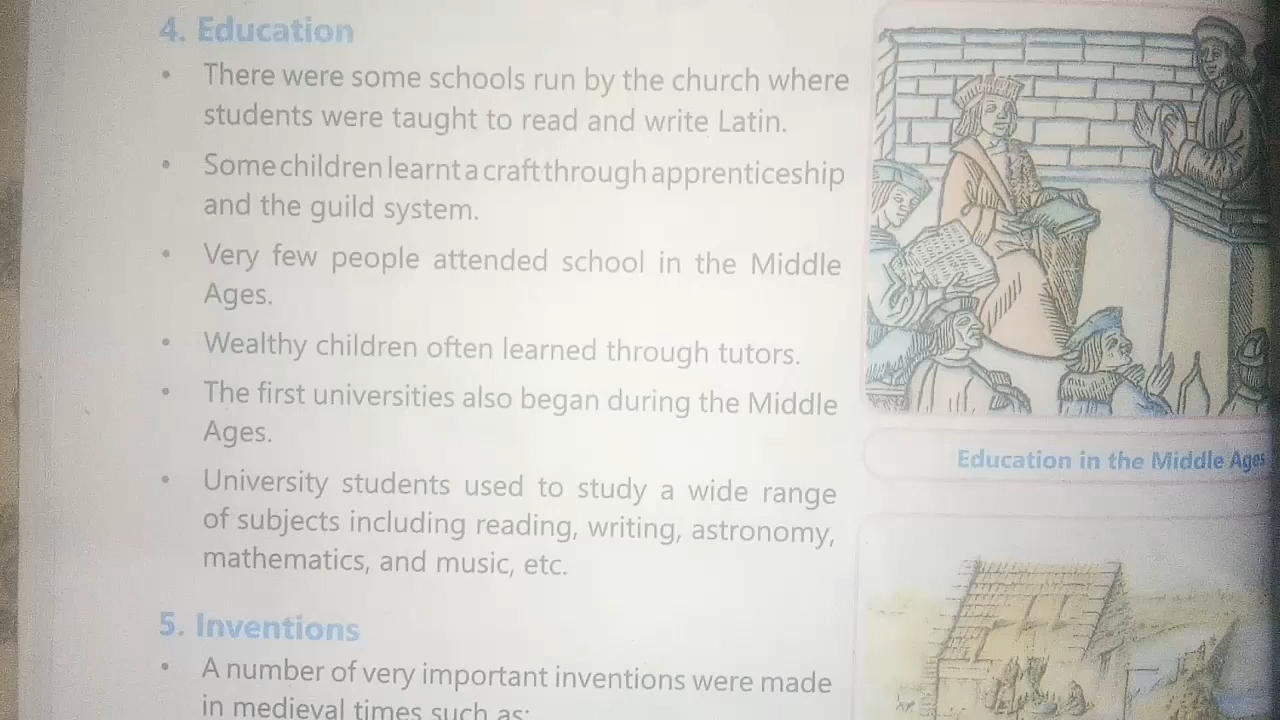 4. Education
• There were some schools run by the church where
students were taught to read and write Latin.
• Some children learnt a craft through apprenticeship
and the guild system.
• Very few people attended school in the Middle
Ages.
• Wealthy children often learned through tutors.
• The first universities also began during the Middle
Ages.
• University students used to study a wide range
of subjects including reading, writing, astronomy,
mathematics, and music, etc.
5. Inventions
• A number of very important inventions were made
in medieval times such as:
Education in the Middle Ages